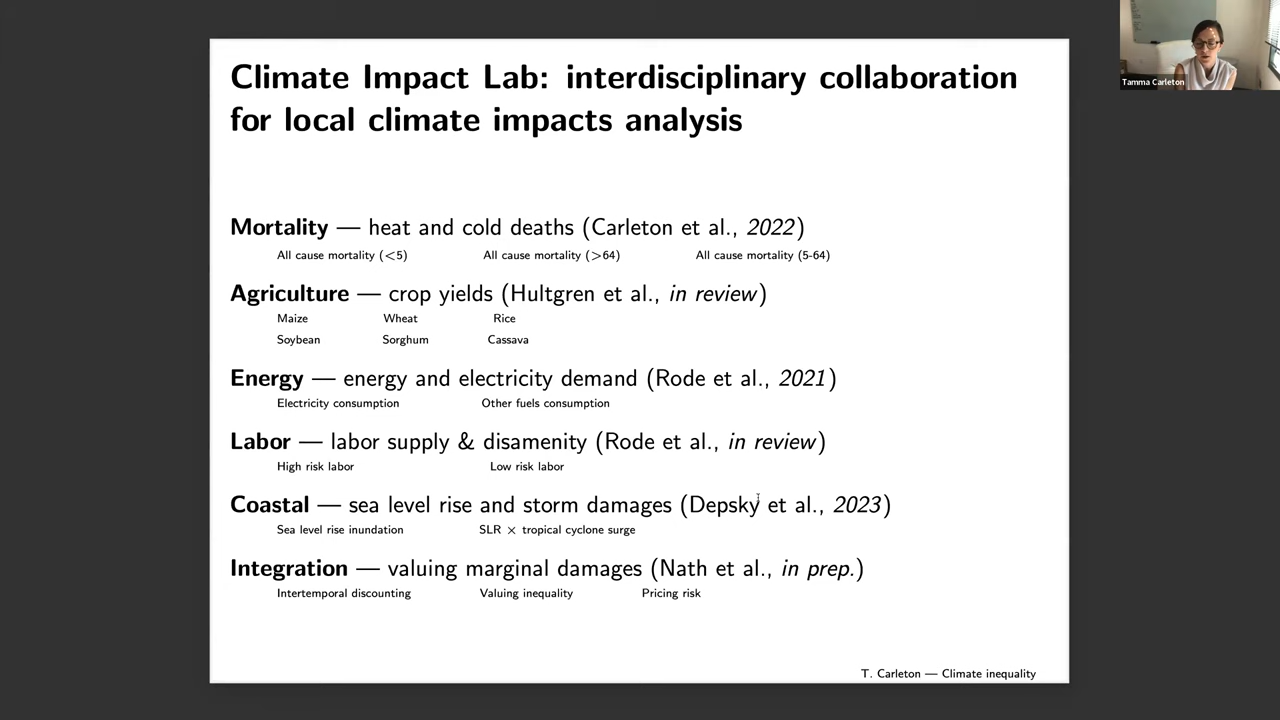 Climate Impact Lab: interdisciplinary collaboration
for local climate impacts analysis
Tamma Carleton
Mortality — heat and cold deaths (Carleton et al., 2022)
All cause mortality (<5) All cause mortality (>64) All cause mortality (5-64)
Agriculture — crop yields (Hultgren et al., in review)
Maize Wheat Rice
Soybean Sorghum Cassava
Energy — energy and electricity demand (Rode et al., 2021)
Electricity consumption Other fuels consumption
Labor — labor supply & disamenity (Rode et al., in review)
High risk labor Low risk labor
Coastal — sea level rise and storm damages (Depsky et al., 2023)
Sea level rise inundation SLR × tropical cyclone surge
Integration — valuing marginal damages (Nath et al., in prep.)
Intertemporal discounting Valuing inequality Pricing risk
T. Carleton — Climate inequality